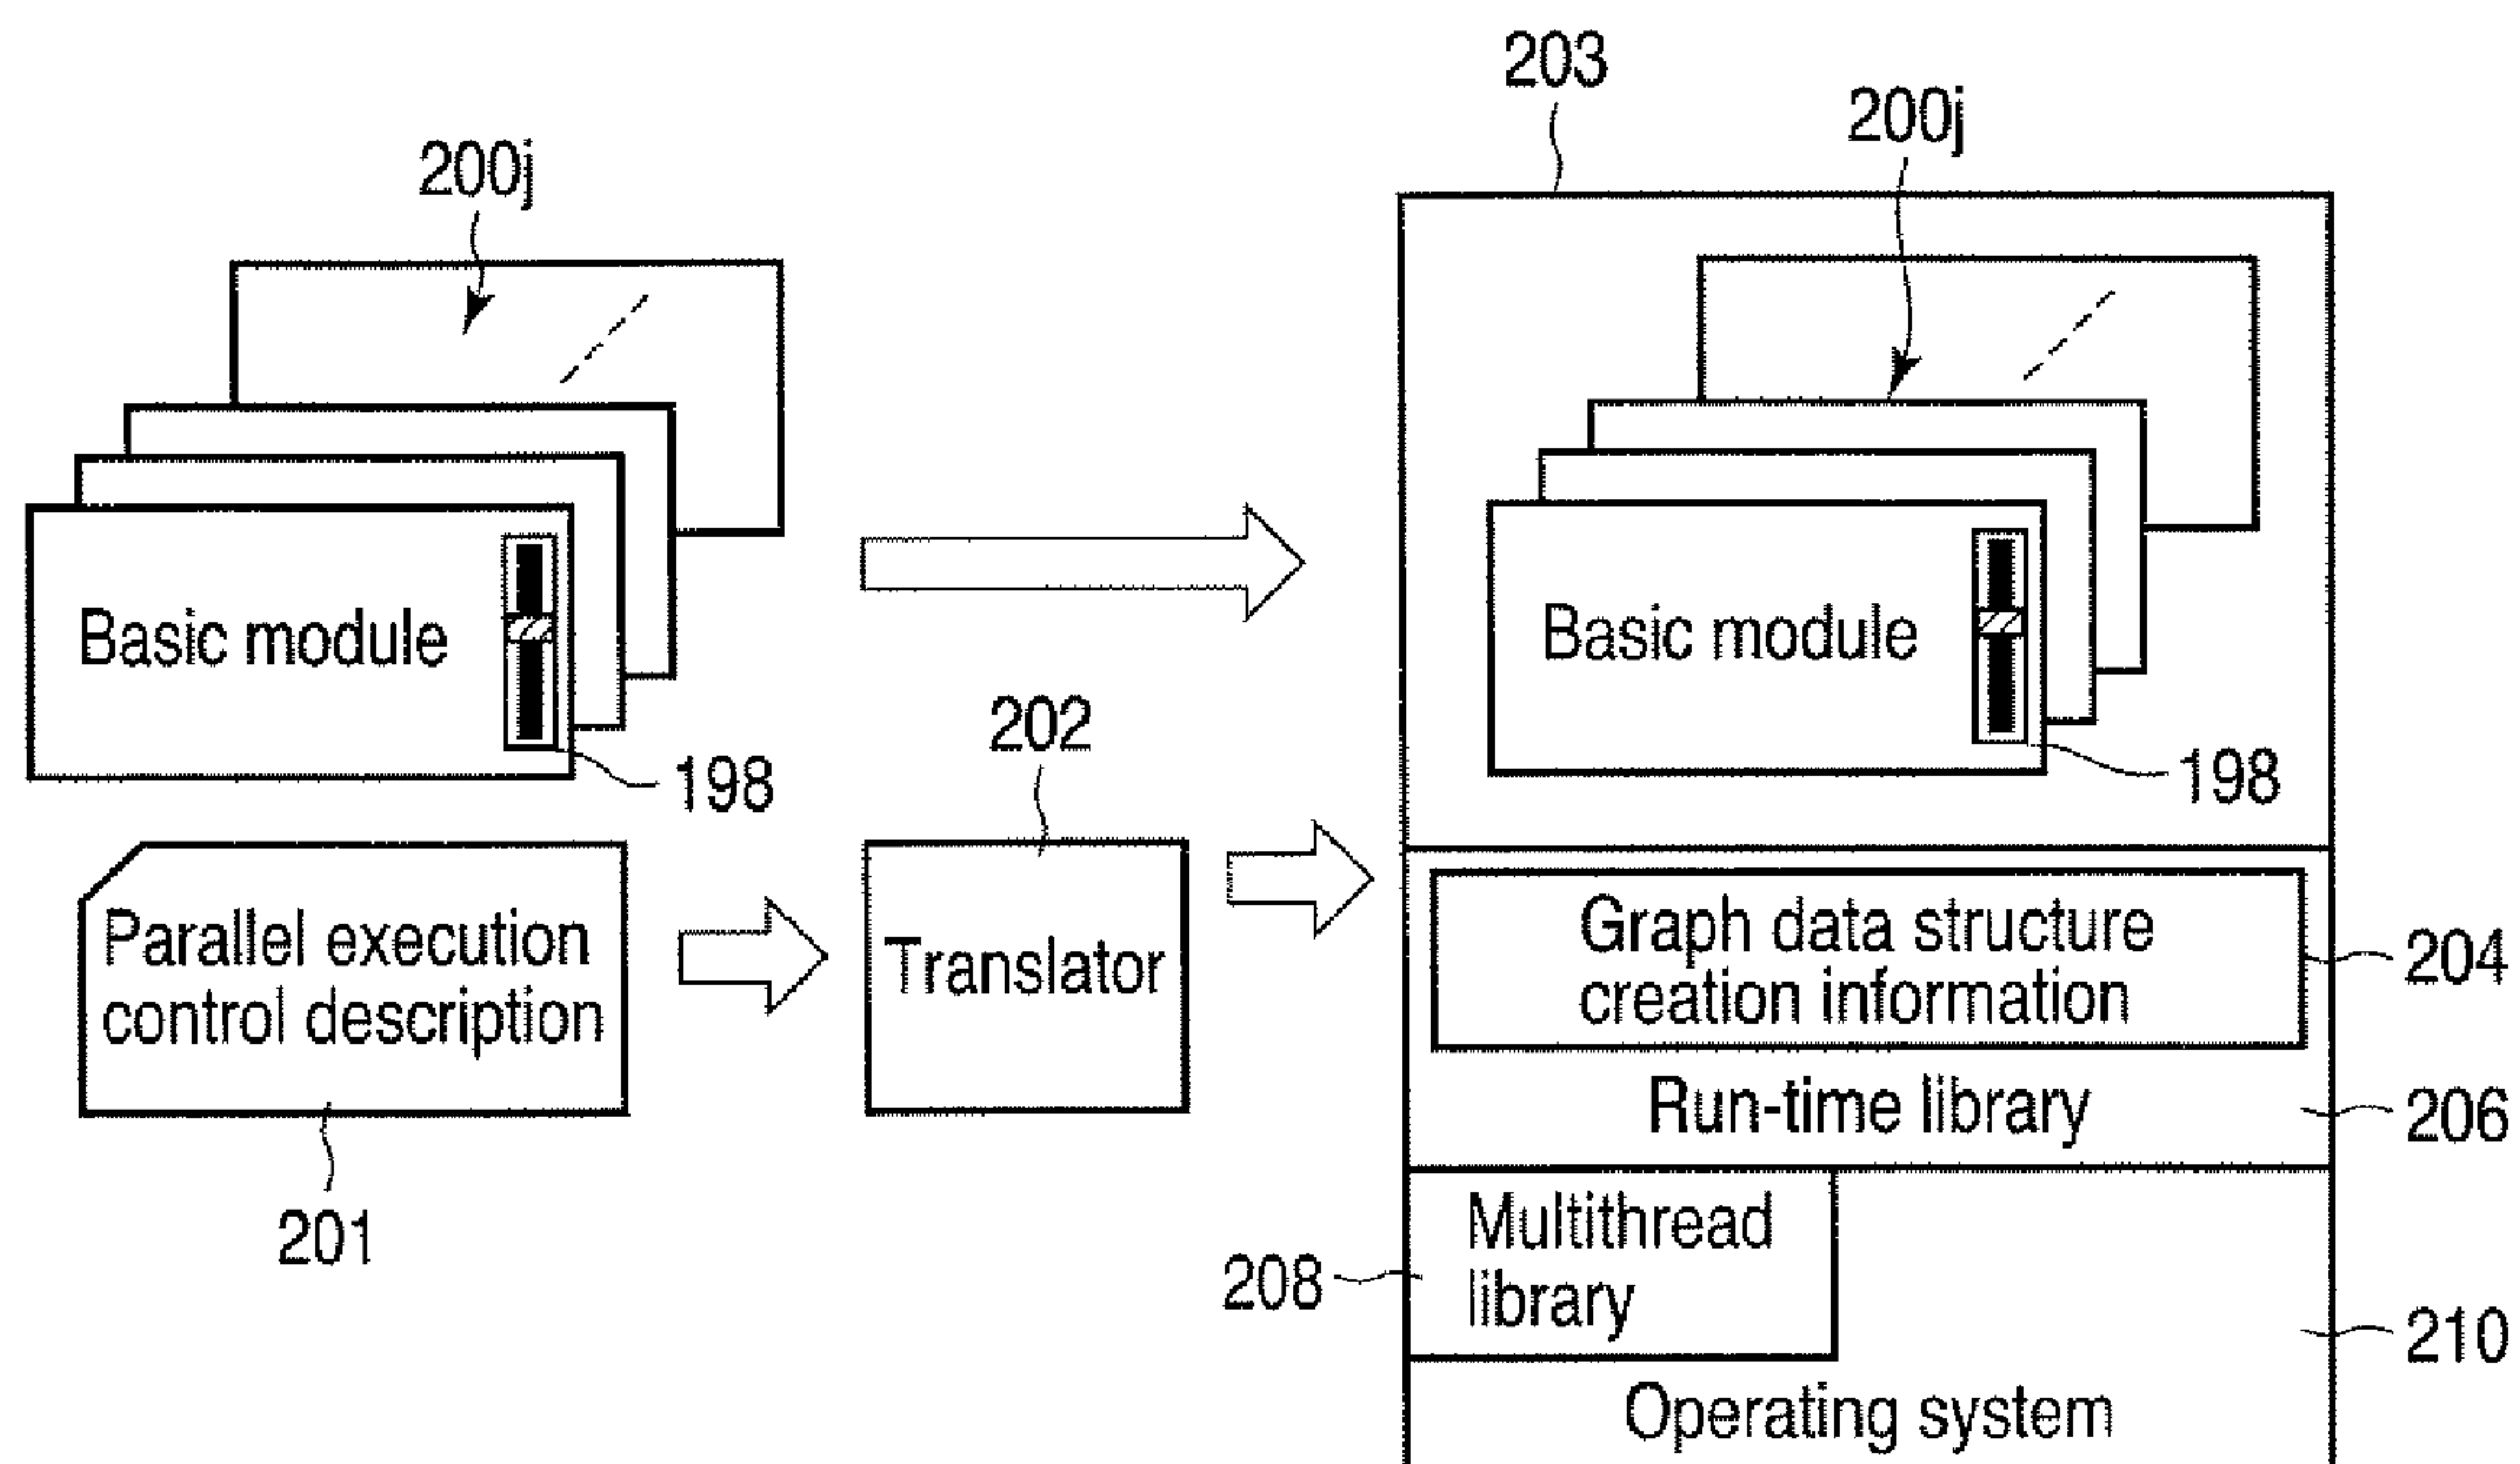 203
200j
200j
Basic module
Basic module
198
198
202
Parallel execution
control description
Translator
Graph data structure
creation information
204
Run-time library
206
201
Multithread
library
208
210
Operating system